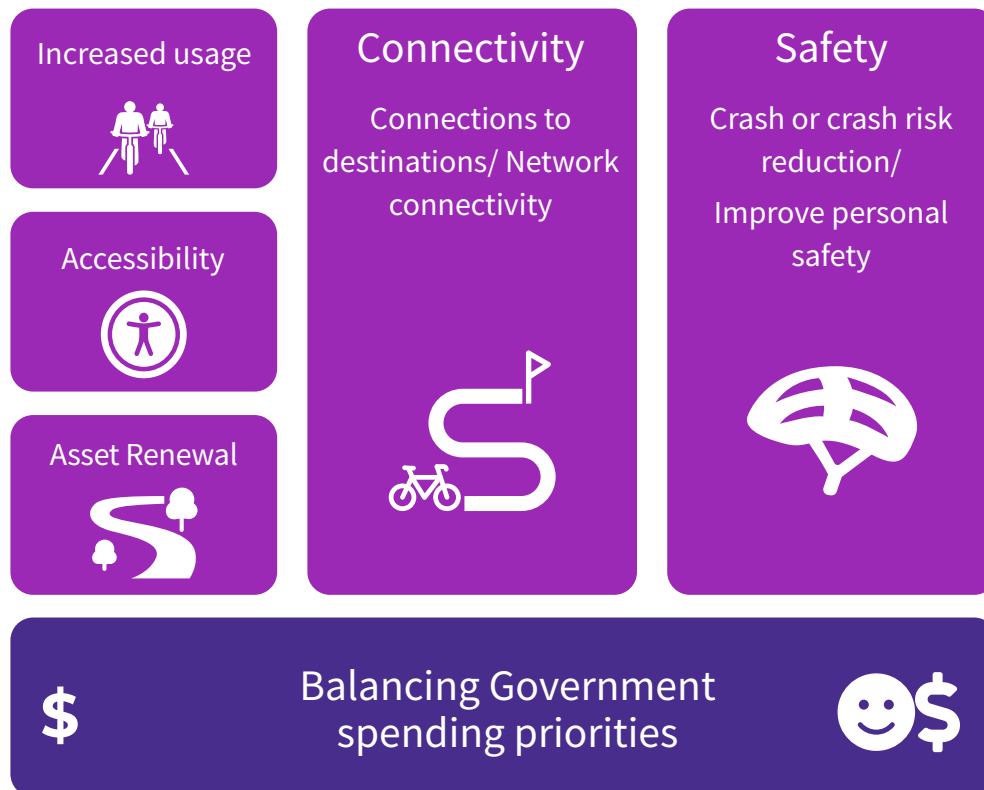 Increased usage
Accessibility
Asset Renewal
Connectivity
Connections to
destinations/ Network
connectivity
Safety
Crash or crash risk
reduction/
Improve personal
safety
$
Balancing Government
spending priorities
$